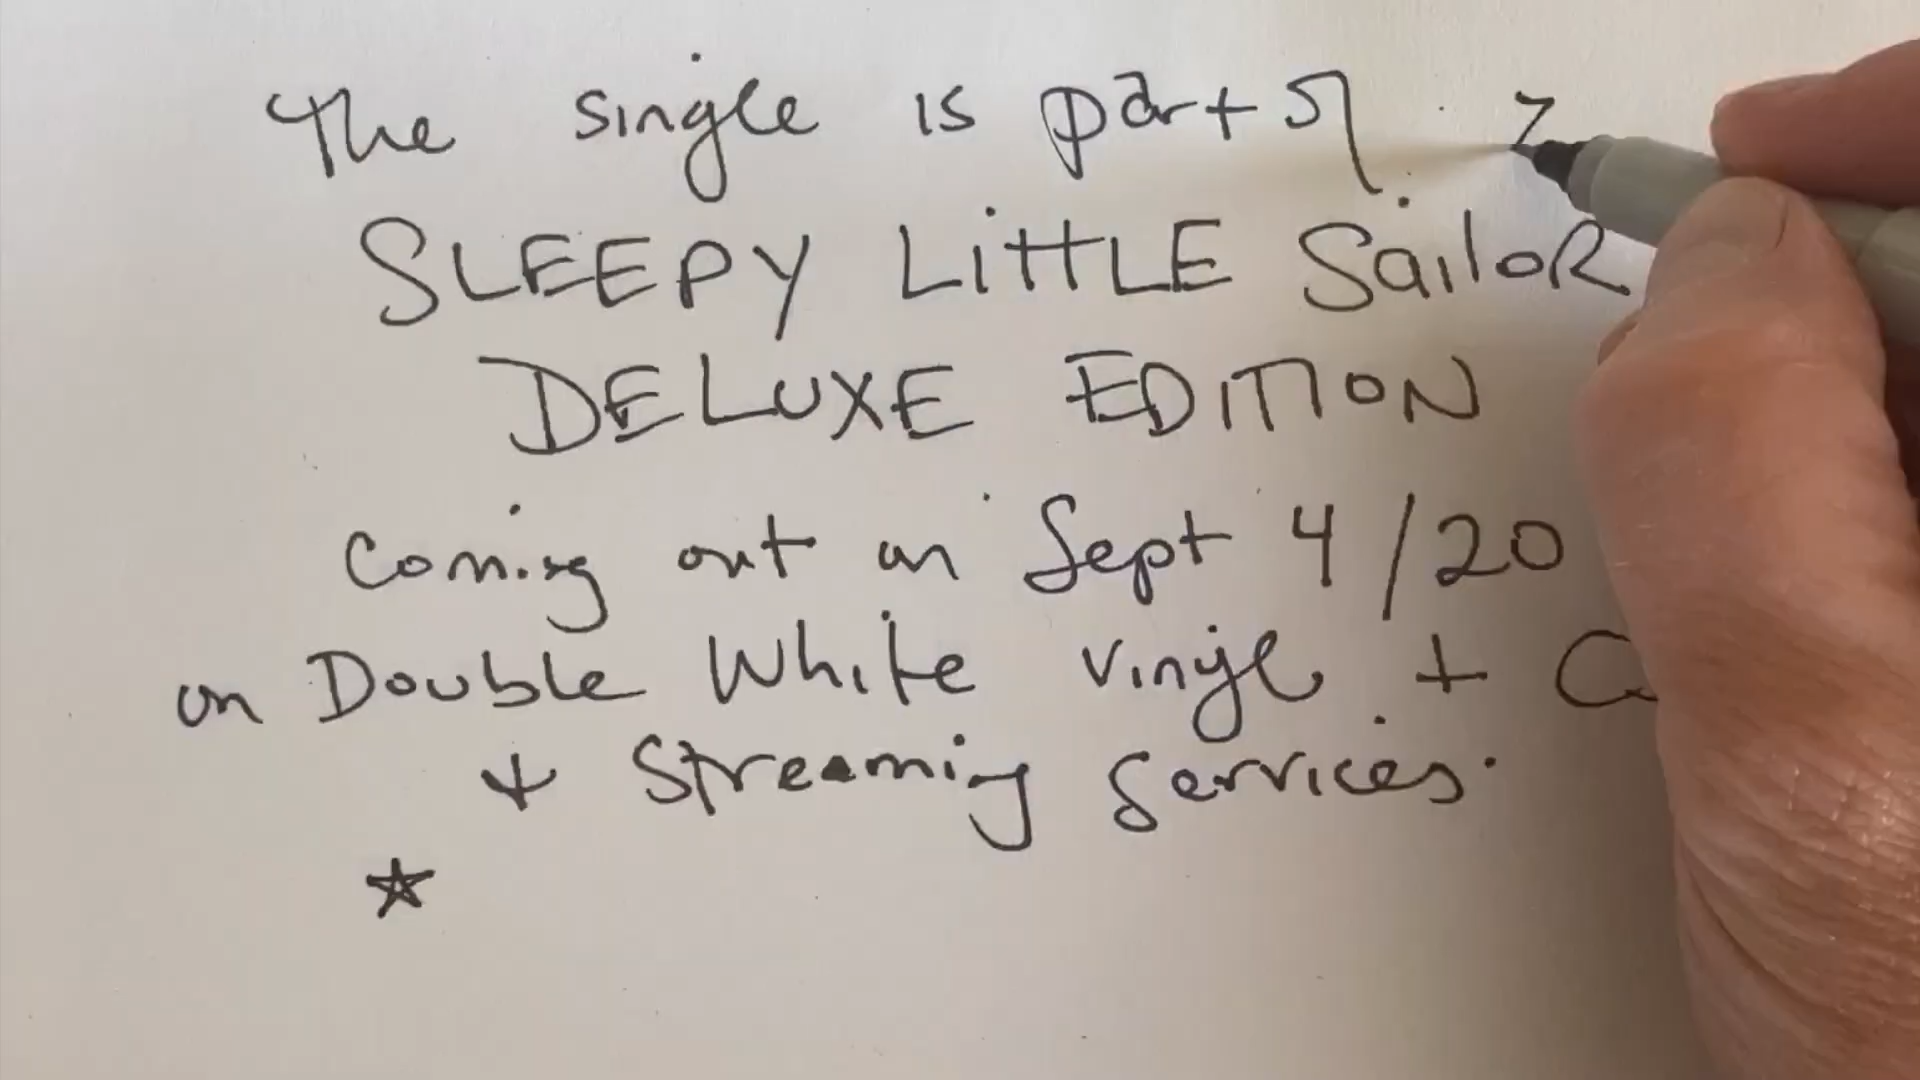 The single is part of
SLEEPY LiTTLE SailoR
DELUXE EDITION
Coming out on Sept 4/20
on Double White Vinyl +
+ Streaming Services.